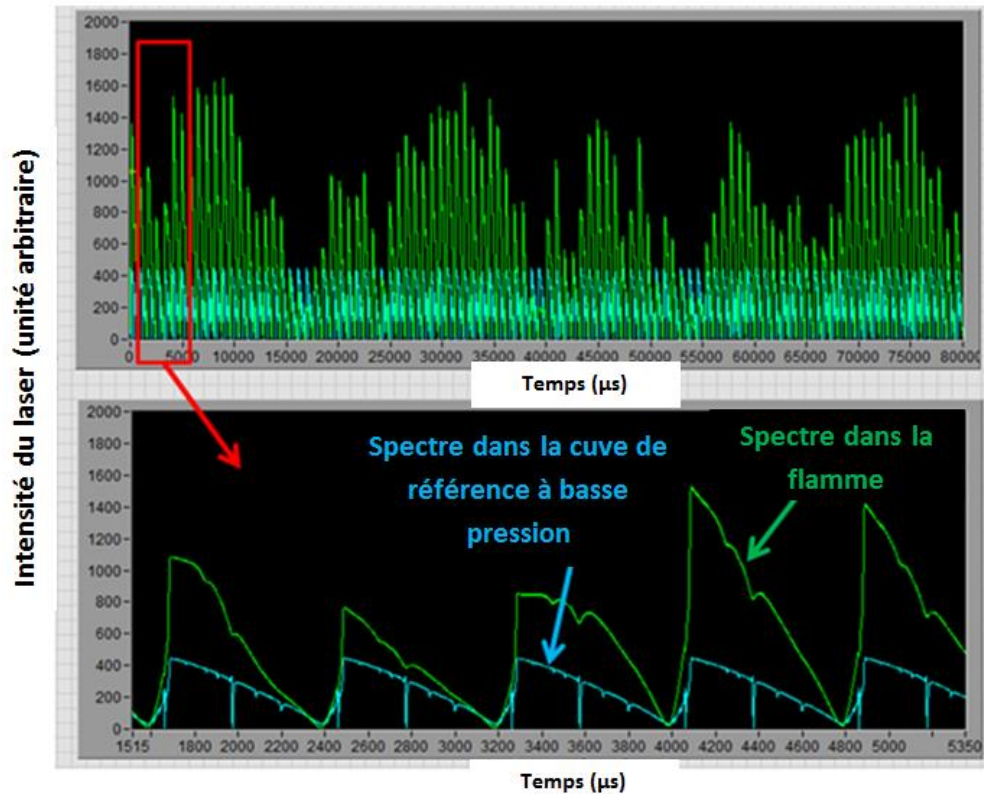 Intensité du laser (unité arbitraire)
2000
1800
1600
1400
1200
1000
800
600
400
200
0
0 5000 10000 15000 20000 25000 30000 35000 40000 45000 50000 55000 60000 65000 70000 75000 80000
Temps (µs)
2000
1800
1600
1400
1200
1000
800
600
400
200
0
Spectre dans la cuve de
référence à basse
pression
Spectre dans la
flamme
1515 1800 2000 2200 2400 2600 2800 3000 3200 3400 3600 3800 4000 4200 4400 4600 4800 5000 5350
Temps (µs)